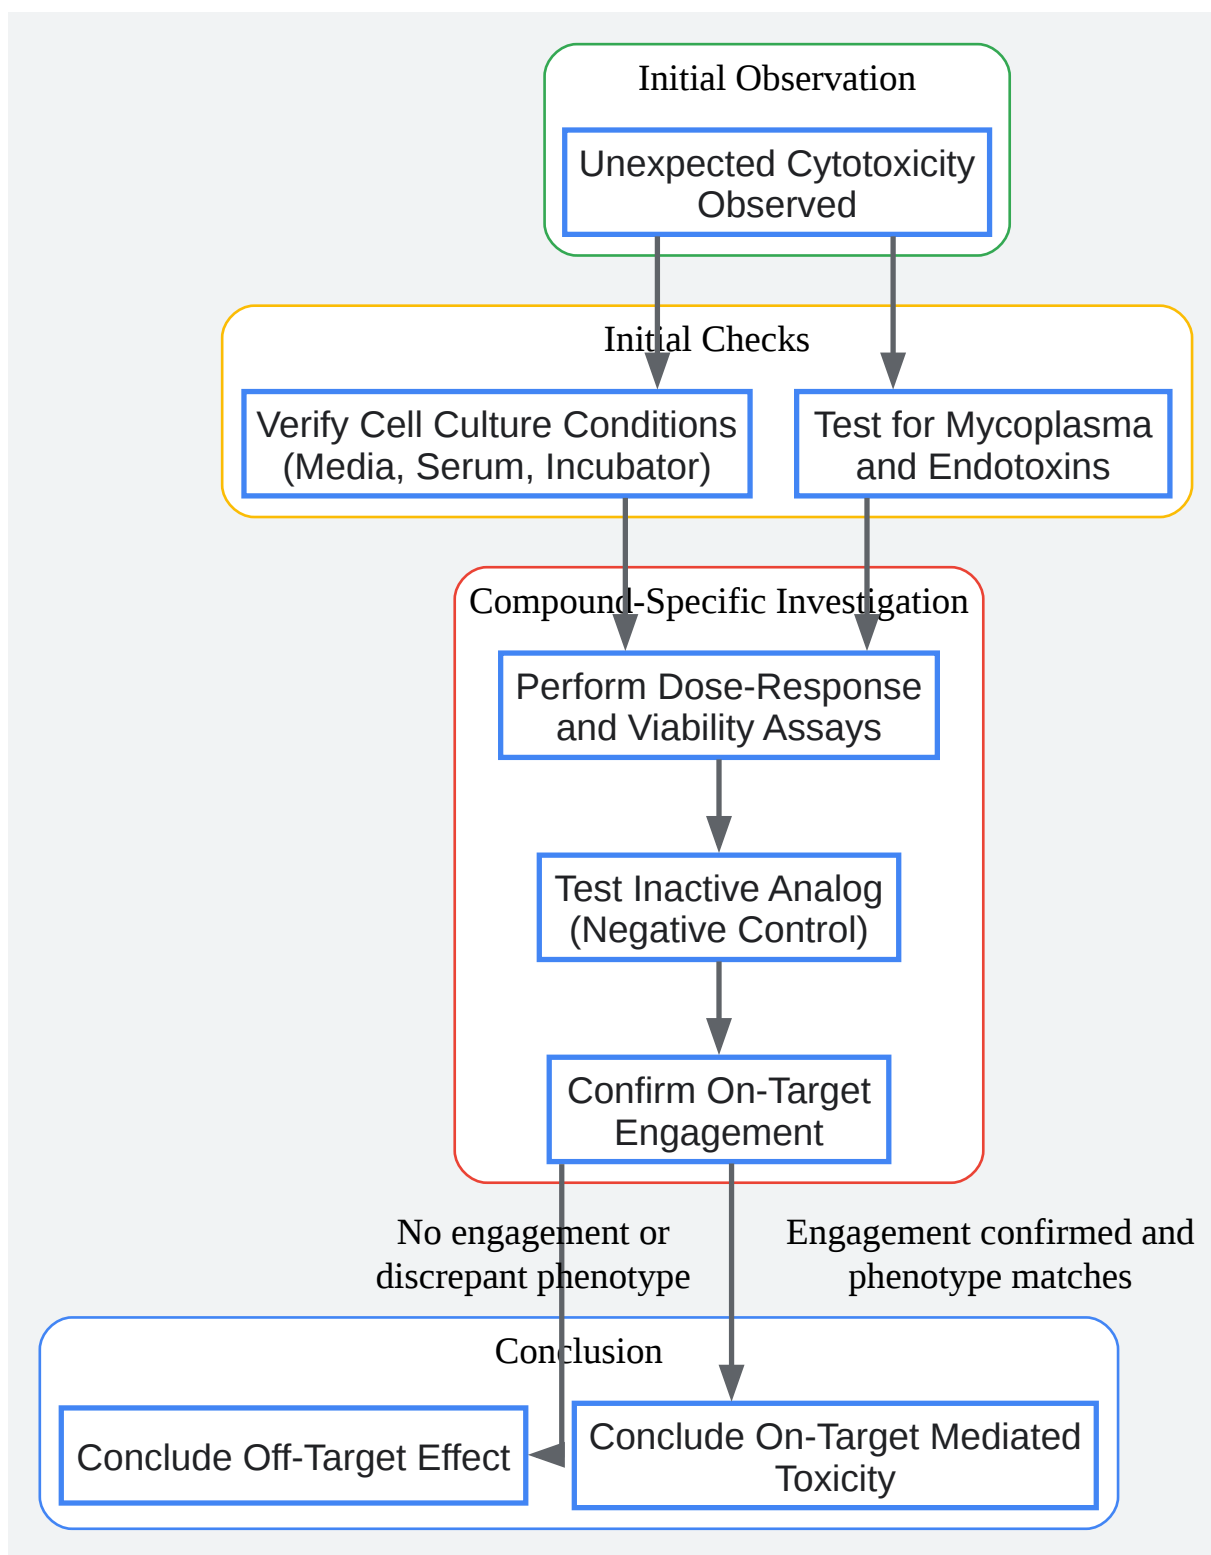 Initial Observation
Unexpected Cytotoxicity
Observed
Initial Checks
Verify Cell Culture Conditions
(Media, Serum, Incubator)
Test for Mycoplasma
and Endotoxins
Compound-Specific Investigation
Perform Dose-Response
and Viability Assays
Test Inactive Analog
(Negative Control)
Confirm On-Target
Engagement
No engagement or
discrepant phenotype
Engagement confirmed and
phenotype matches
Conclusion
Conclude Off-Target Effect
Conclude On-Target Mediated
Toxicity